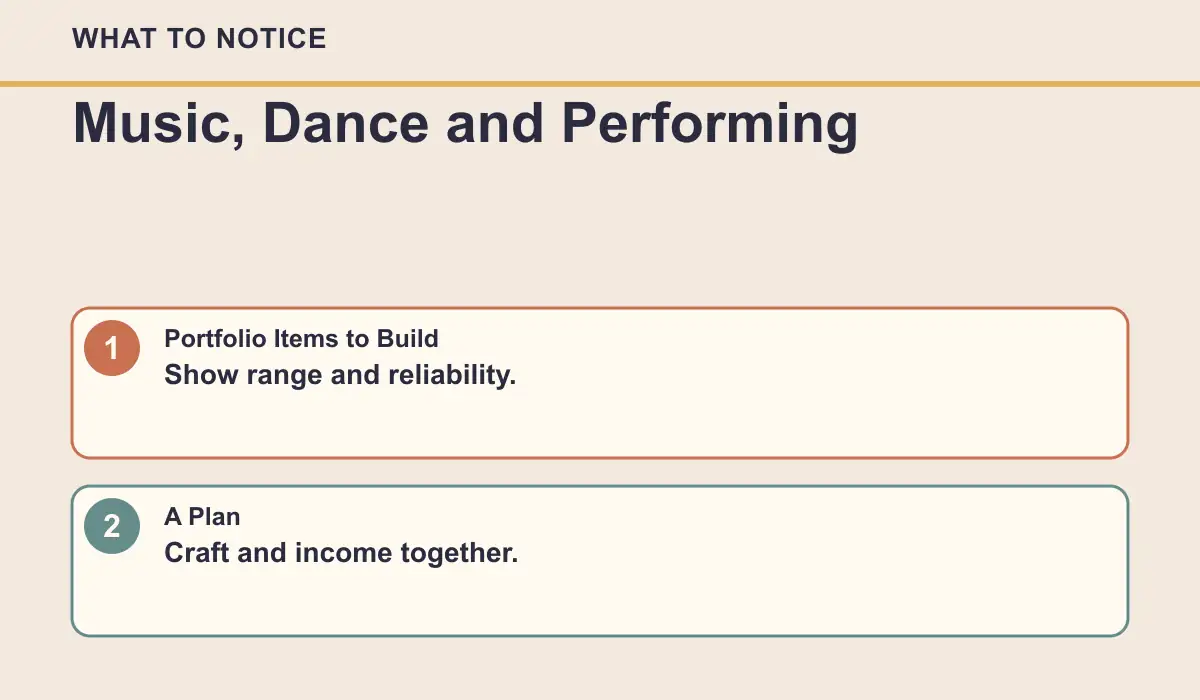 WHAT TO NOTICE
Music, Dance and Performing
1
Portfolio Items to Build
Show range and reliability.
2
A Plan
Craft and income together.